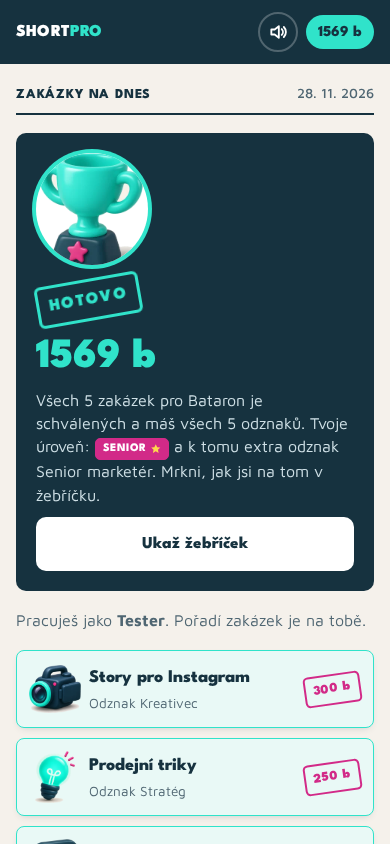 SHORTPRO
1569 b
ZAKÁZKY NA DNES
28. 11. 2026
HOTOVO
1569 b
Všech 5 zakázek pro Bataron je
schválených a máš všech 5 odznaků. Tvoje
úroveň: SENIOR ⭐ a k tomu extra odznak
Senior marketér. Mrkni, jak jsi na tom v
žebříčku.
Ukaž žebříček
Pracuješ jako Tester. Pořadí zakázek je na tobě.
Story pro Instagram
Odznak Kreativec
300 b
Prodejní triky
Odznak Stratég
250 b